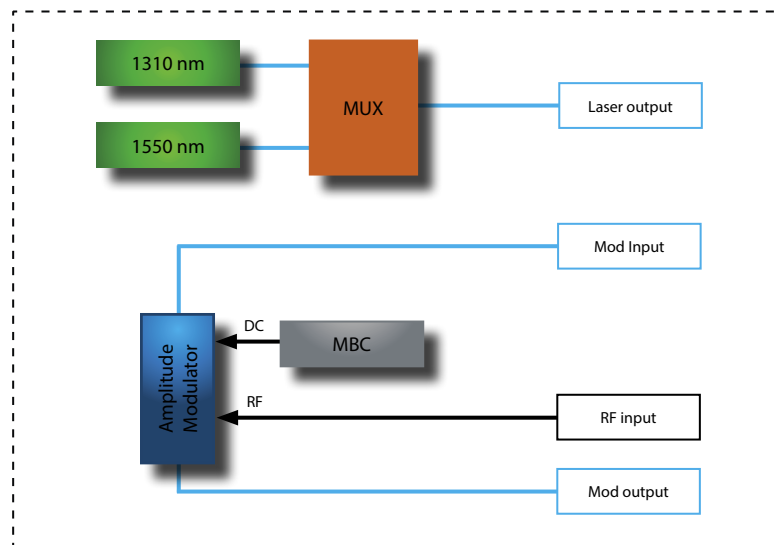 1310 nm
MUX
Laser output
1550 nm
Mod Input
DC
MBC
Amplitude
Modulator
RF
RF input
Mod output